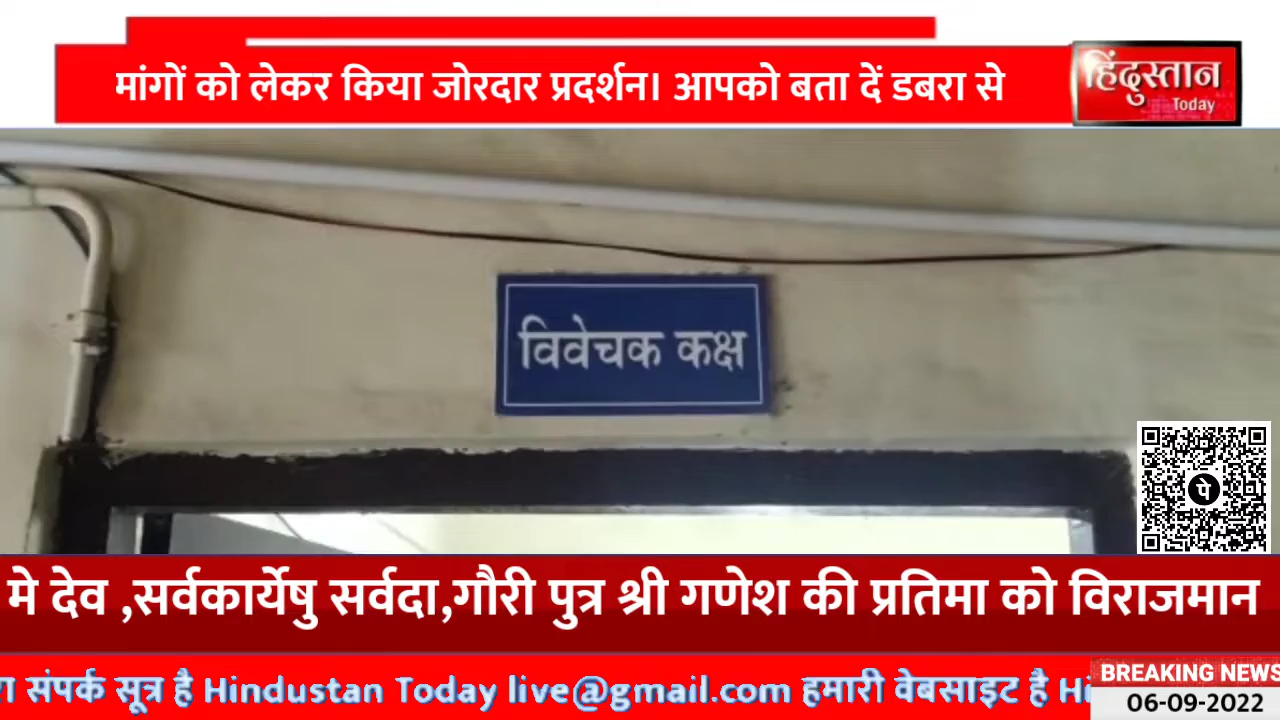 मांगों को लेकर किया जोरदार प्रदर्शन। आपको बता दें डबरा से
हिंदुस्तान
Today
विवेचक कक्ष
पे
मे देव ,सर्वकार्येषु सर्वदा,गौरी पुत्र श्री गणेश की प्रतिमा को विराजमान
संपर्क सूत्र है Hindustan Today live@gmail.com हमारी वेबसाइट है Hi
BREAKING NEWS
06-09-2022